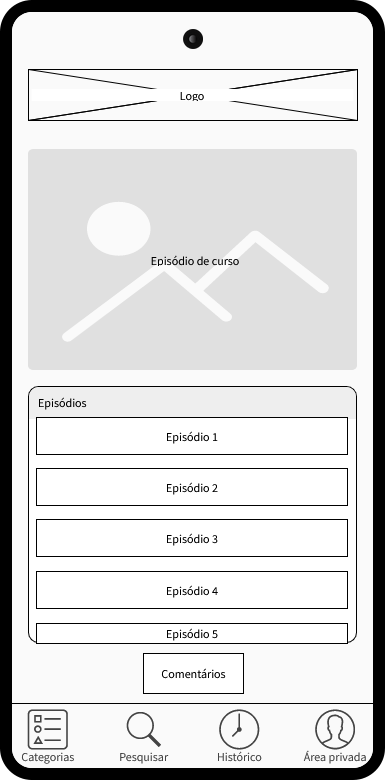 Logo
Episódio de curso
Episódios
Episódio 1
Episódio 2
Episódio 3
Episódio 4
Episódio 5
Comentários
Categorias Pesquisar Histórico Área privada